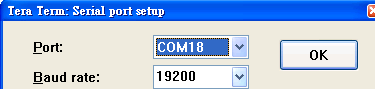 Tera Term: Serial port setup
Port: COM18 OK
Baud rate: 19200